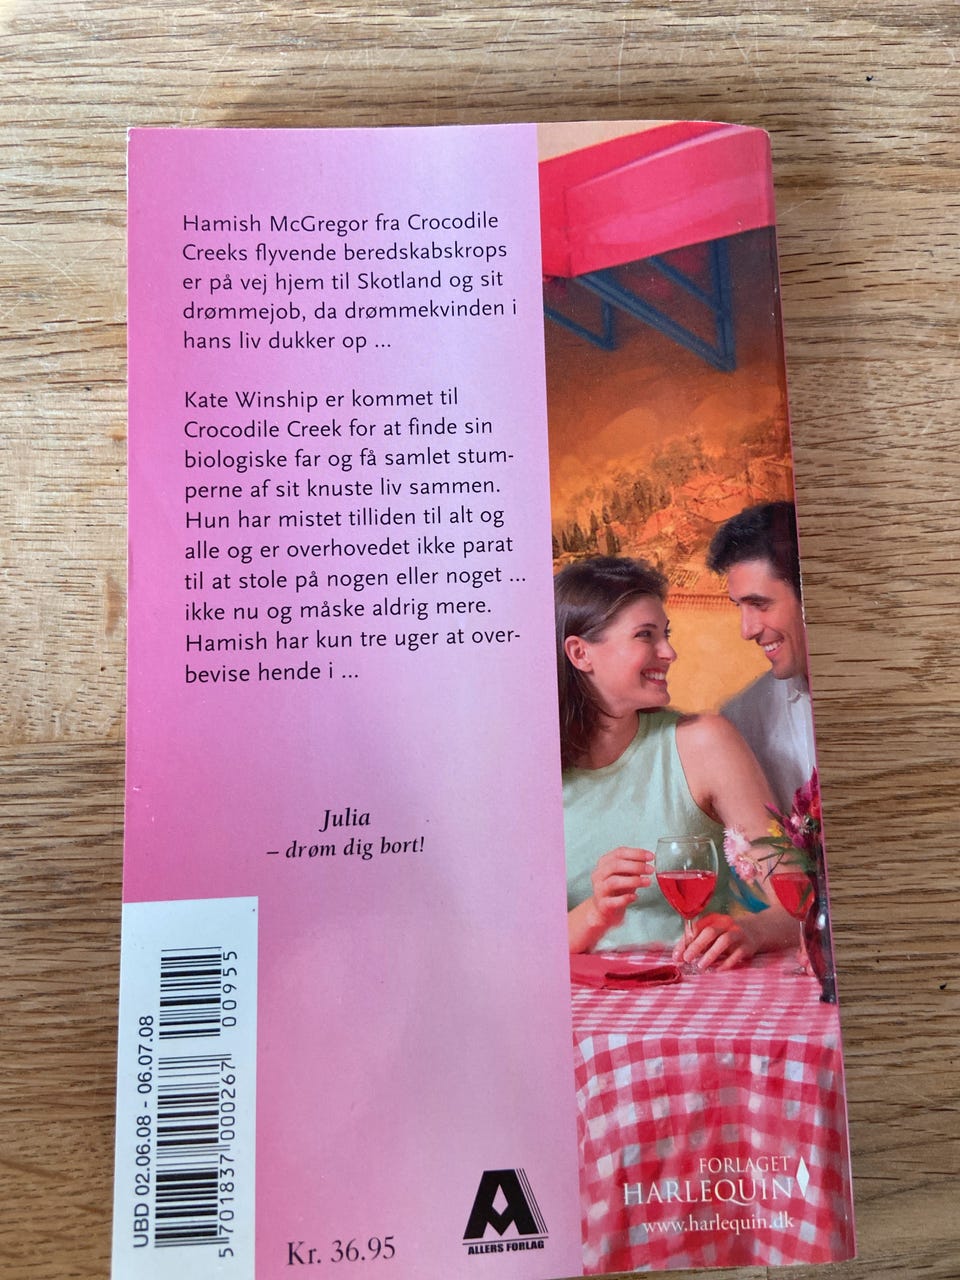 Hamish McGregor fra Crocodile
Creeks flyvende beredskabskrops
er på vej hjem til Skotland og sit
drømmejob, da drømmekvinden i
hans liv dukker op ...
Kate Winship er kommet til
Crocodile Creek for at finde sin
biologiske far og få samlet stum-
perne af sit knuste liv sammen.
Hun har mistet tilliden til alt og
alle og er overhovedet ikke parat
til at stole på nogen eller noget ...
ikke nu og måske aldrig mere.
Hamish har kun tre uger at over-
bevise hende i ...
Julia
– drøm dig bort!
UBD 02.06.08 - 06.07.08
5 701837 000267
00955
Kr. 36.95
ALLERS FORLAG
FORLAGET
HARLEQUIN
www.harlequin.dk